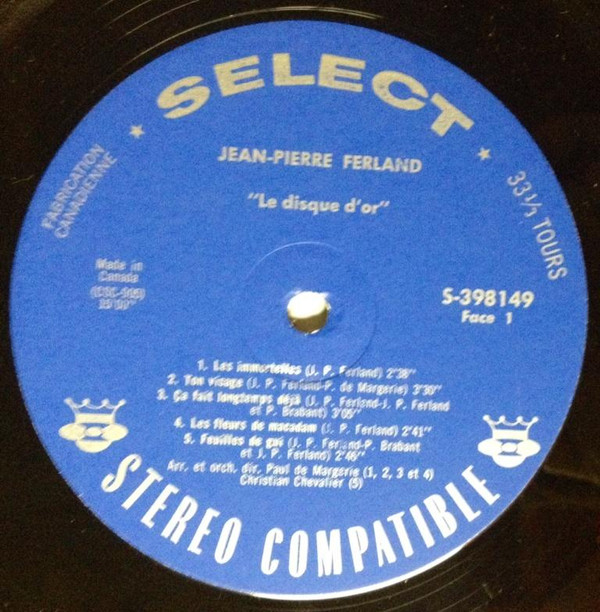 SELECT
JEAN-PIERRE FERLAND
"Le disque d'or"
FABRICATION
CANADIENNE
33⅓ TOURS
Made in
Canada
S-398149
Face 1
1. Les immortelles (J. P. Ferland) 2'38"
2. Ton visage (J. P. Ferland-P. de Margerie) 3'30"
3. Ça fait longtemps déjà (J. P. Ferland-J. P. Ferland
et P. Brabant) 3'05"
4. Les fleurs de macadam (J. P. Ferland) 2'41"
5. Feuilles de gui (J. P. Ferland-P. Brabant
et J. P. Ferland) 2'46"
Arr. et orch. dir. Paul de Margerie (1, 2, 3 et 4)
Christian Chevalier (5)
STEREO COMPATIBLE